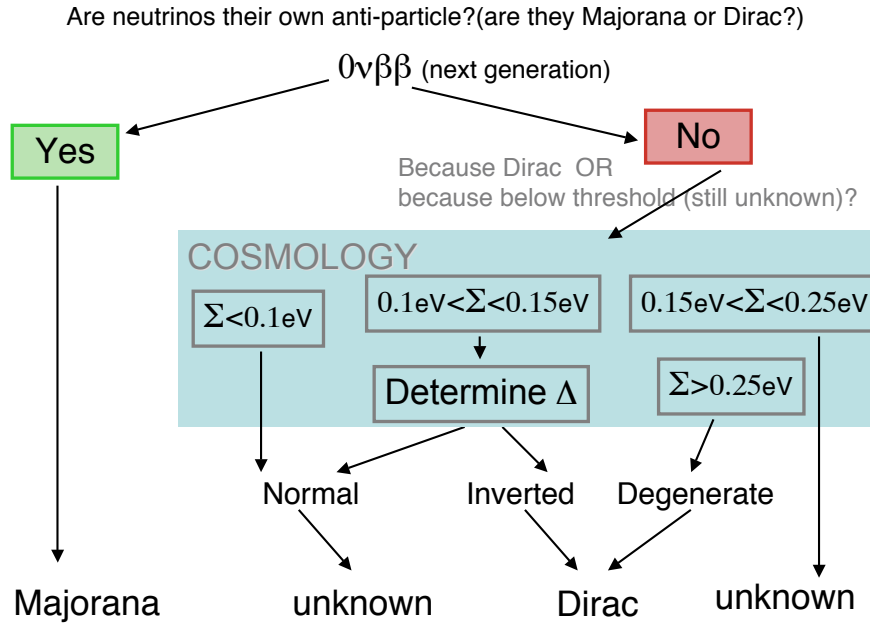 Are neutrinos their own anti-particle?(are they Majorana or Dirac?)
0νββ (next generation)
Yes
No
Because Dirac OR
because below threshold (still unknown)?
COSMOLOGY
Σ<0.1eV
0.1eV<Σ<0.15eV
0.15eV<Σ<0.25eV
Determine Δ
Σ>0.25eV
Normal
Inverted
Degenerate
Majorana
unknown
Dirac
unknown